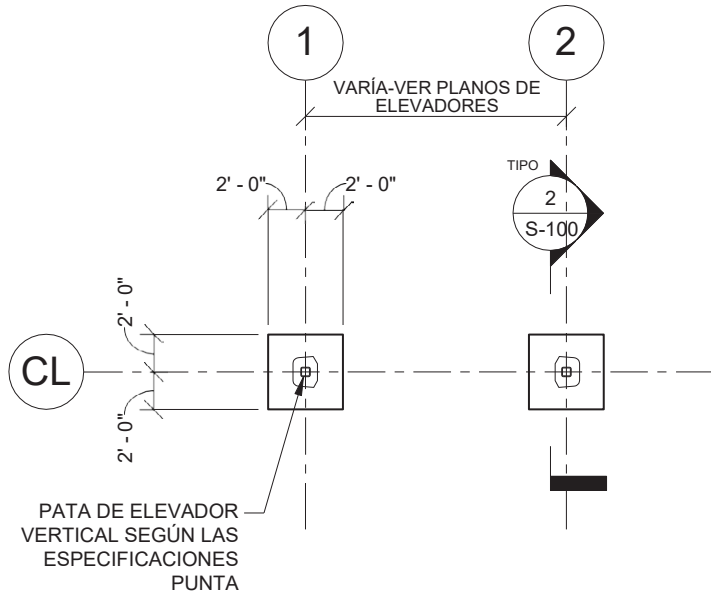 1
2
VARÍA-VER PLANOS DE
ELEVADORES
TIPO
2
S-100
2' - 0"
2' - 0"
2' - 0"
CL
2' - 0"
PATA DE ELEVADOR
VERTICAL SEGÚN LAS
ESPECIFICACIONES
PUNTA